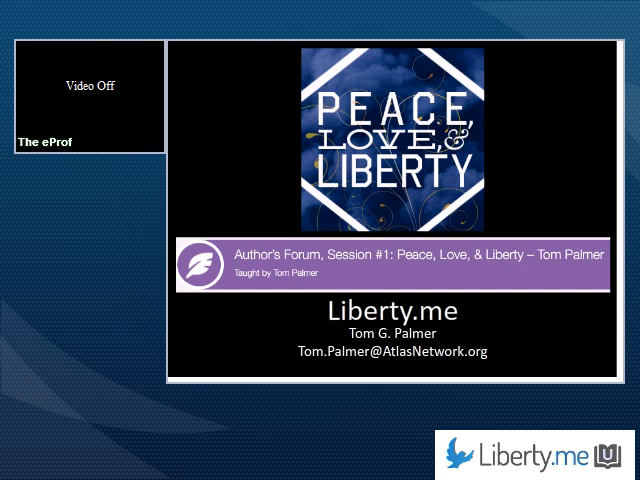 Video Off
The eProf
PEACE,
LOVE, &
LIBERTY
Author's Forum, Session #1: Peace, Love, & Liberty – Tom Palmer
Taught by Tom Palmer
Liberty.me
Tom G. Palmer
Tom.Palmer@AtlasNetwork.org
Liberty.me U